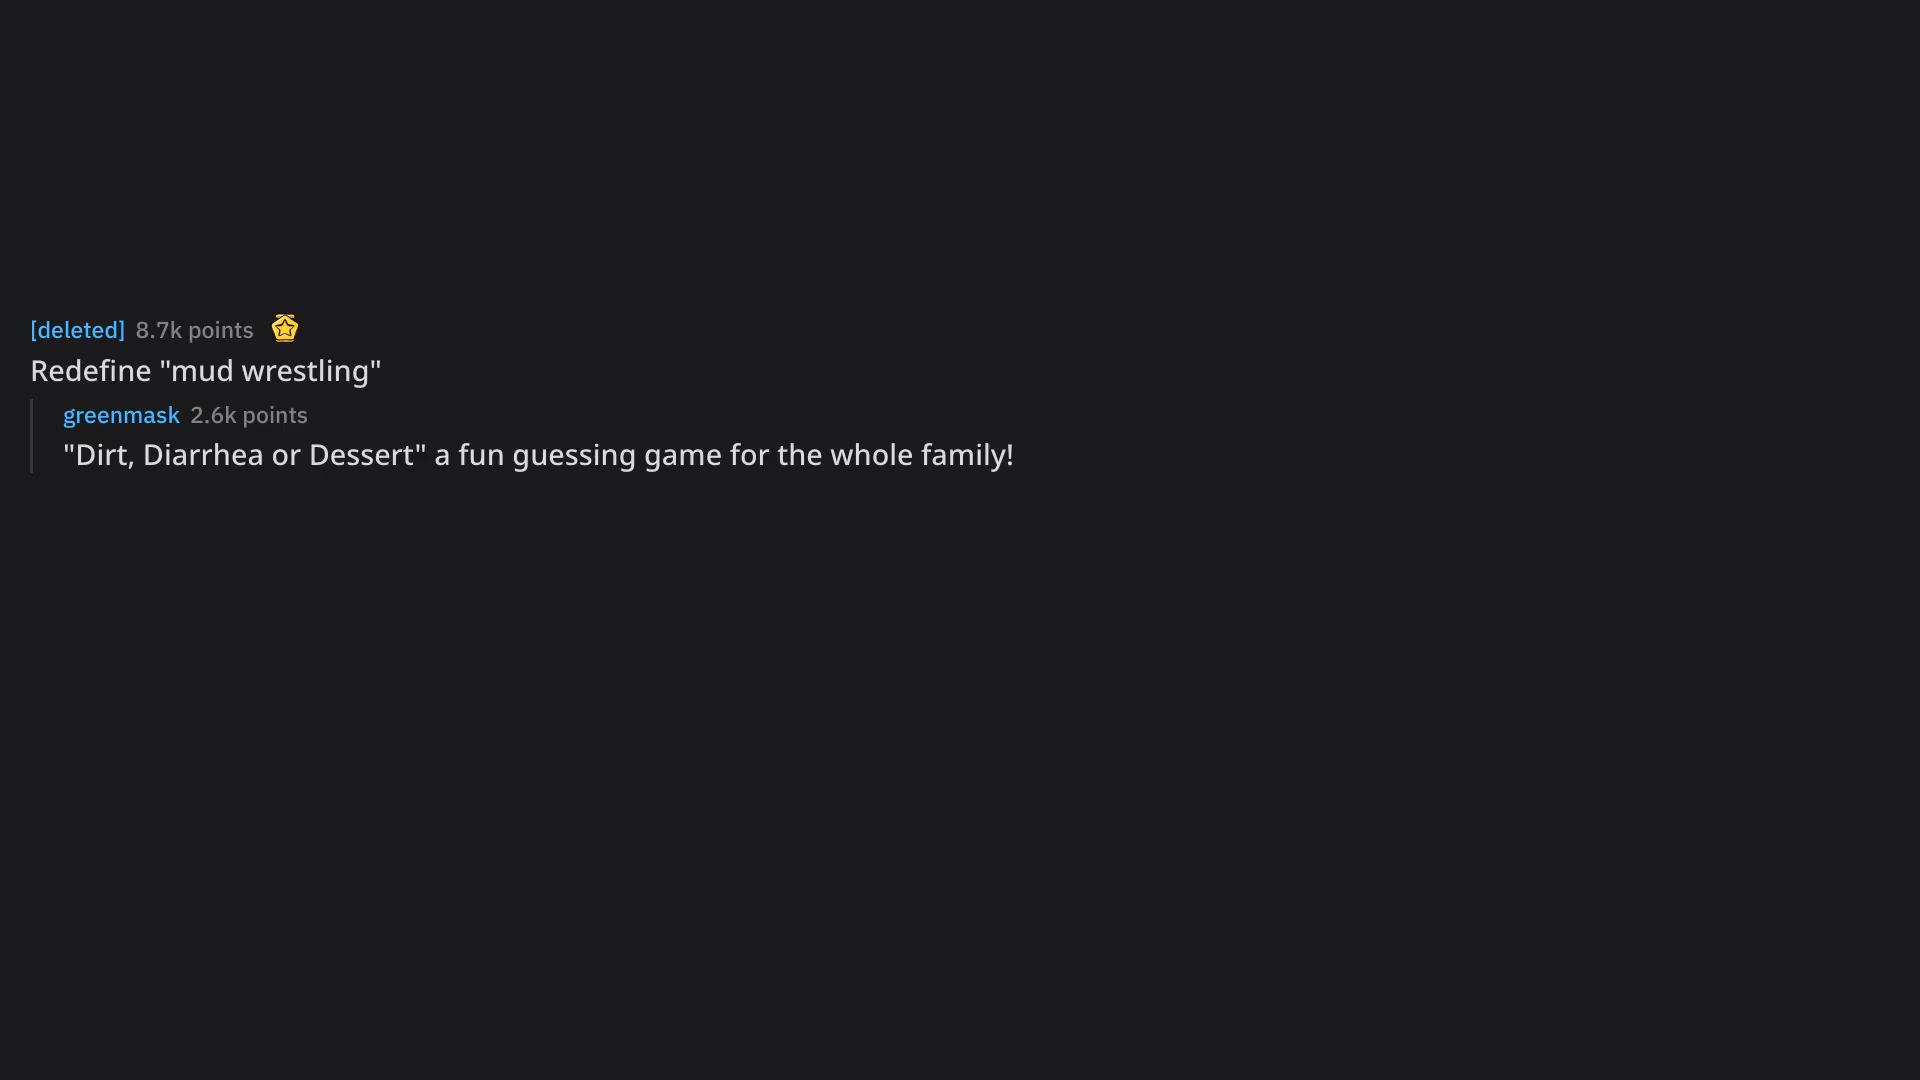 [deleted] 8.7k points
Redefine "mud wrestling"
greenmask 2.6k points
"Dirt, Diarrhea or Dessert" a fun guessing game for the whole family!